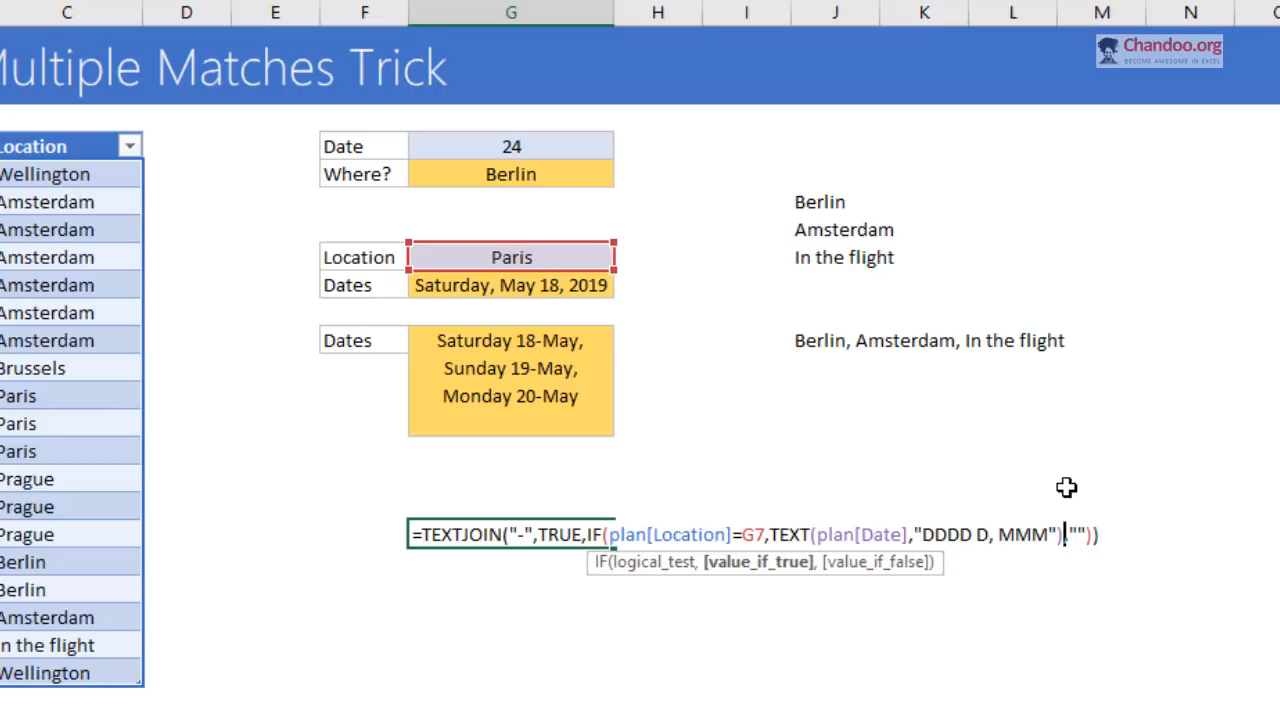 C D E F G H I J K L M N
Multiple Matches Trick
Chandoo.org
BECOME AWESOME IN EXCEL
Location
Wellington
Amsterdam
Amsterdam
Amsterdam
Amsterdam
Amsterdam
Amsterdam
Brussels
Paris
Paris
Paris
Prague
Prague
Prague
Berlin
Berlin
Amsterdam
In the flight
Wellington
Date 24
Where? Berlin
Location Paris
Dates Saturday, May 18, 2019
Dates Saturday 18-May,
Sunday 19-May,
Monday 20-May
Berlin
Amsterdam
In the flight
Berlin, Amsterdam, In the flight
=TEXTJOIN("-",TRUE,IF(plan[Location]=G7,TEXT(plan[Date],"DDDD D, MMM"),""))
IF(logical_test, [value_if_true], [value_if_false])